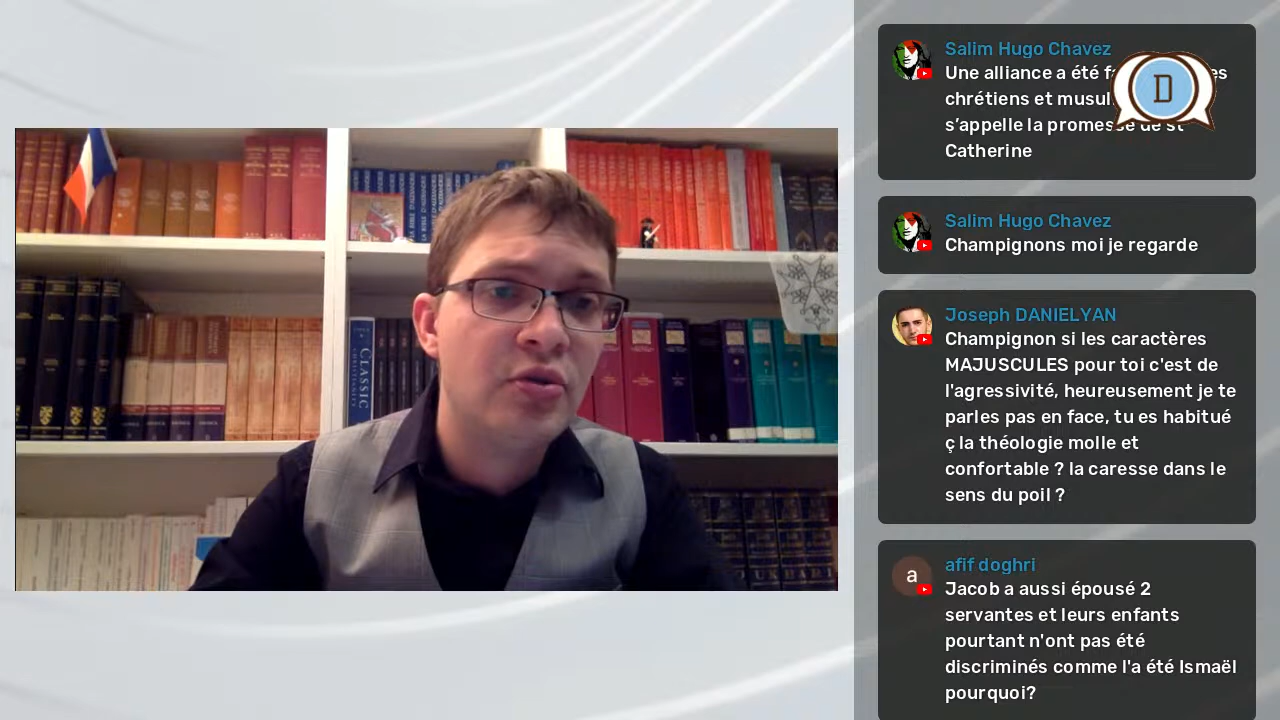 Salim Hugo Chavez
Une alliance a été
chrétiens et
s'appelle la promesse de st
Catherine
D
Salim Hugo Chavez
Champignons moi je regarde
Joseph DANIELYAN
Champignon si les caractères
MAJUSCULES pour toi c'est de
l'agressivité, heureusement je te
parles pas en face, tu es habitué
ç la théologie molle et
confortable ? la caresse dans le
sens du poil ?
a
afif doghri
Jacob a aussi épousé 2
servantes et leurs enfants
pourtant n'ont pas été
discriminés comme l'a été Ismaël
pourquoi?
CLASSIC
CHRISTIANITY